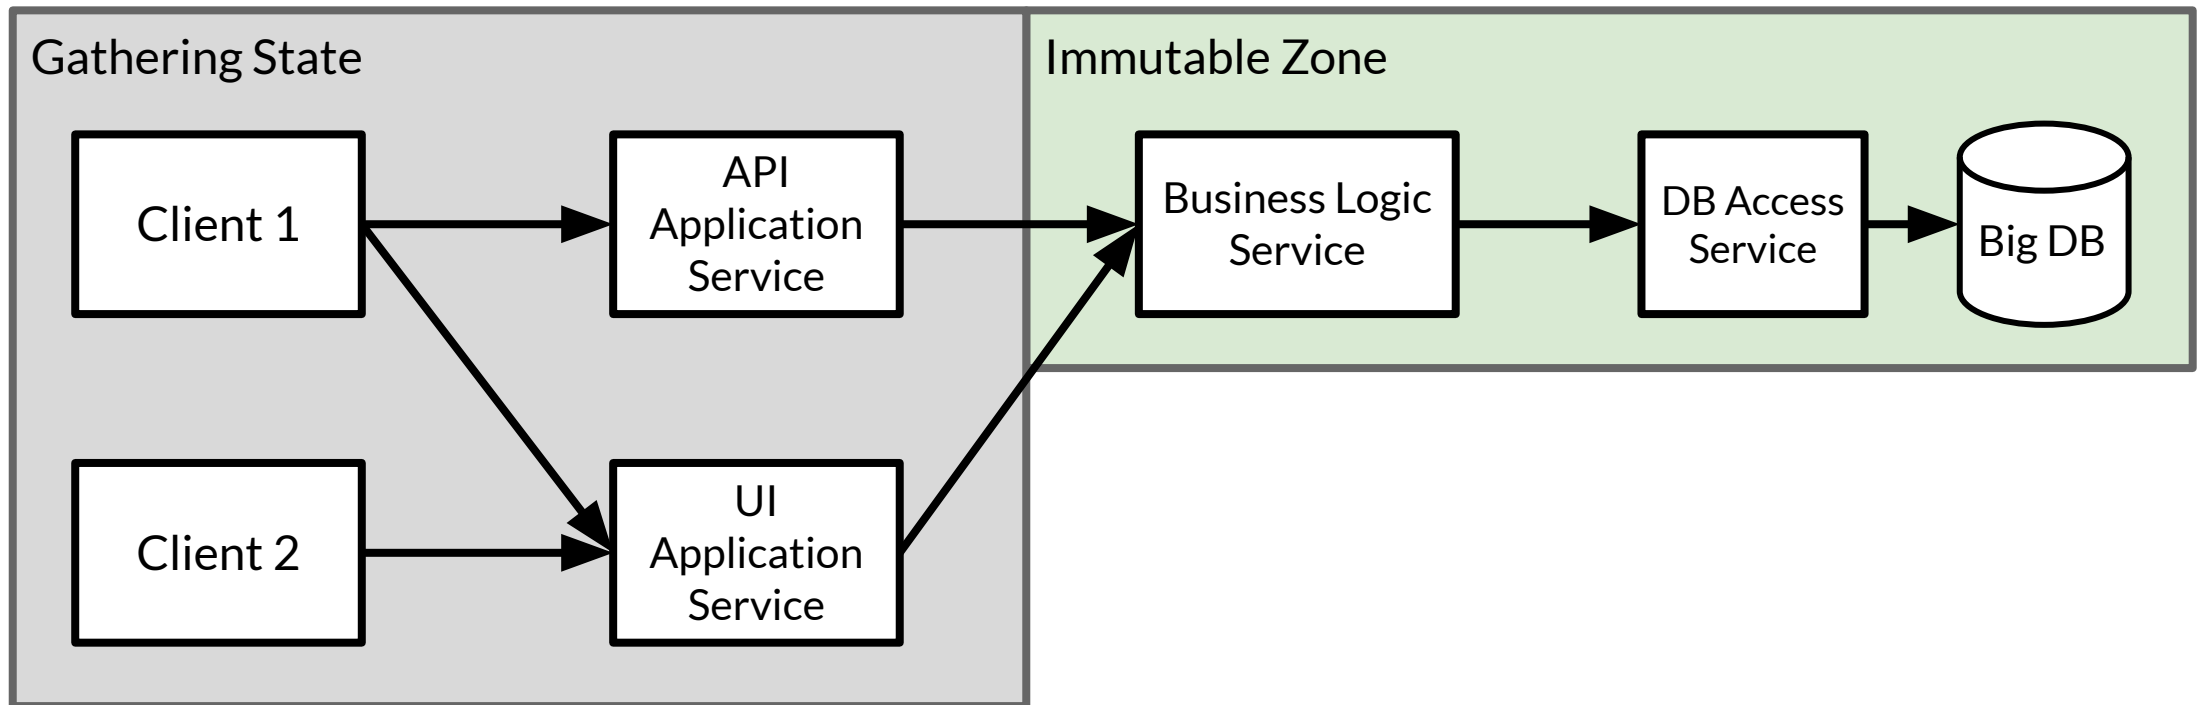 Gathering State
Immutable Zone
Client 1
API
Application
Service
Business Logic
Service
DB Access
Service
Big DB
Client 2
UI
Application
Service